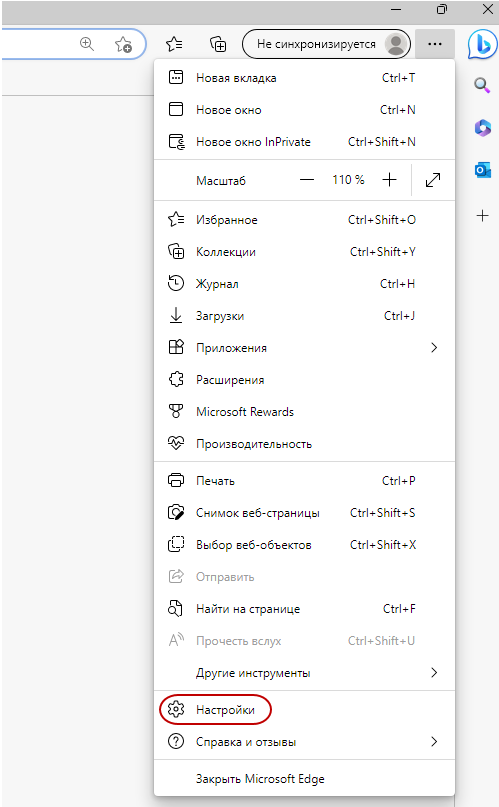 Не синхронизируется
Новая вкладка Ctrl+T
Новое окно Ctrl+N
Новое окно InPrivate Ctrl+Shift+N
Масштаб 110 %
Избранное Ctrl+Shift+O
Коллекции Ctrl+Shift+Y
Журнал Ctrl+H
Загрузки Ctrl+J
Приложения
Расширения
Microsoft Rewards
Производительность
Печать Ctrl+P
Снимок веб-страницы Ctrl+Shift+S
Выбор веб-объектов Ctrl+Shift+X
Отправить
Найти на странице Ctrl+F
Прочесть вслух Ctrl+Shift+U
Другие инструменты
Настройки
Справка и отзывы
Закрыть Microsoft Edge